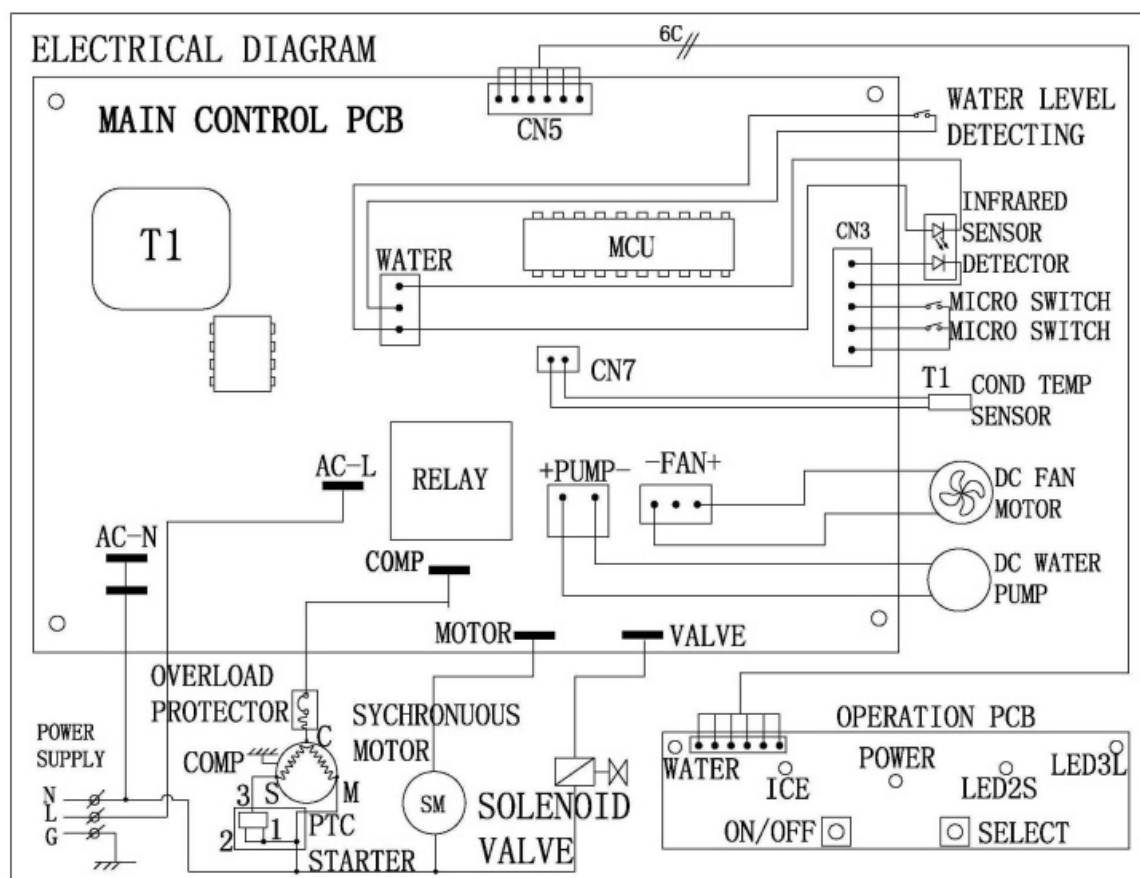 ELECTRICAL DIAGRAM
6C
MAIN CONTROL PCB
CN5
WATER LEVEL
DETECTING
T1
MCU
WATER
CN3
INFRARED
SENSOR
DETECTOR
MICRO SWITCH
MICRO SWITCH
CN7
T1
COND TEMP
SENSOR
AC-L
RELAY
+PUMP-
-FAN+
DC FAN
MOTOR
AC-N
COMP
DC WATER
PUMP
MOTOR
VALVE
OVERLOAD
PROTECTOR
SYCHRONUOUS
MOTOR
OPERATION PCB
POWER
SUPPLY
C
COMP
S
M
N
L
G
3
2
1
PTC
STARTER
SM
SOLENOID
VALVE
WATER
ICE
POWER
LED2S
LED3L
ON/OFF
SELECT